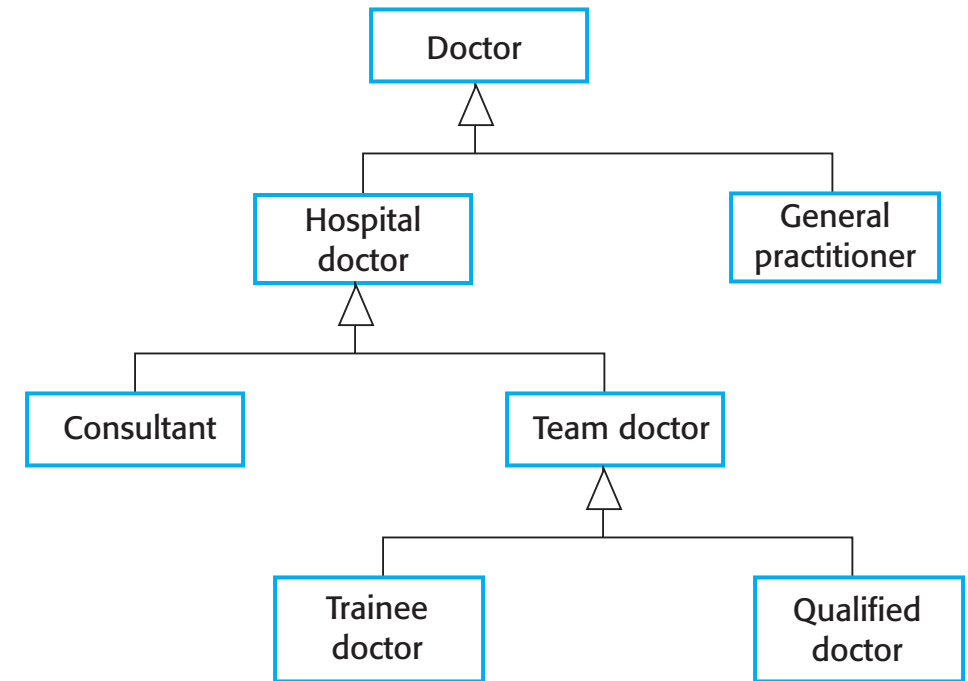 Doctor
Hospital
doctor
General
practitioner
Consultant
Team doctor
Trainee
doctor
Qualified
doctor